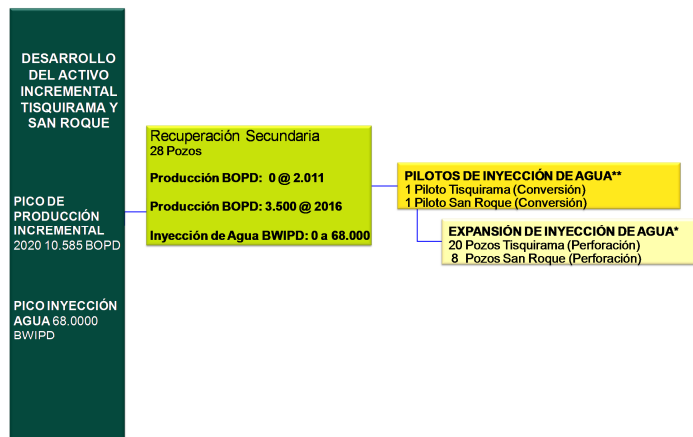 DESARROLLO
DEL ACTIVO
INCREMENTAL
TISQUIRAMA Y
SAN ROQUE
PICO DE
PRODUCCIÓN
INCREMENTAL
2020 10.585 BOPD
PICO INYECCIÓN
AGUA 68.0000
BWIPD
Recuperación Secundaria
28 Pozos
Producción BOPD: 0 @ 2.011
Producción BOPD: 3.500 @ 2016
Inyección de Agua BWIPD: 0 a 68.000
PILOTOS DE INYECCIÓN DE AGUA**
1 Piloto Tisquirama (Conversión)
1 Piloto San Roque (Conversión)
EXPANSIÓN DE INYECCIÓN DE AGUA*
20 Pozos Tisquirama (Perforación)
8 Pozos San Roque (Perforación)